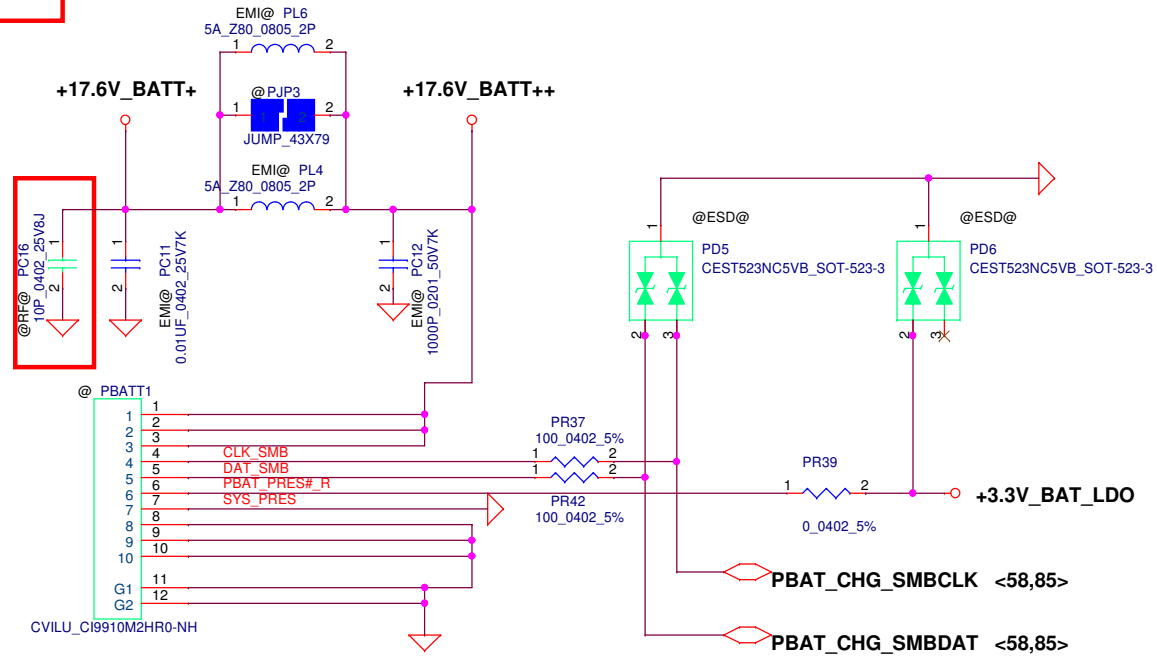 EMI@ PL6
5A_Z80_0805_2P
1 2
+17.6V_BATT+
+17.6V_BATT++
@ PJP3
1 1 2 2
JUMP_43X79
EMI@ PL4
5A_Z80_0805_2P
1 2
@RF@ PC16
10P_0402_25V8J
1
2
EMI@ PC11
0.01UF_0402_25V7K
1
2
EMI@ PC12
1000P_0201_50V7K
1
2
@ESD@
PD5
CEST523NC5VB_SOT-523-3
1
2
3
@ESD@
PD6
CEST523NC5VB_SOT-523-3
1
2
3
@ PBATT1
1 1
2 2
3 3
4 4 CLK_SMB
5 5 DAT_SMB
6 6 PBAT_PRES#_R
7 7 SYS_PRES
8 8
9 9
10 10
G1 11
G2 12
CVILU_CI9910M2HR0-NH
PR37
100_0402_5%
1 2
1 2
PR42
100_0402_5%
PR39
1 2
0_0402_5%
+3.3V_BAT_LDO
PBAT_CHG_SMBCLK <58,85>
PBAT_CHG_SMBDAT <58,85>